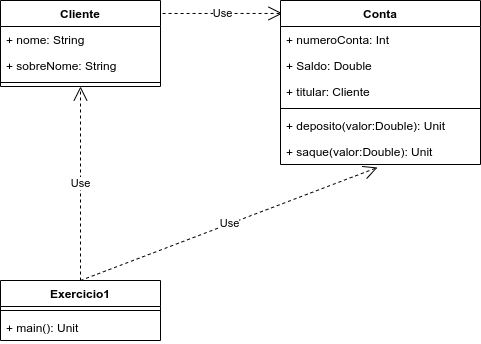 Cliente
+ nome: String
+ sobreNome: String
Use
Conta
+ numeroConta: Int
+ Saldo: Double
+ titular: Cliente
+ deposito(valor:Double): Unit
+ saque(valor:Double): Unit
Use
Use
Exercicio1
+ main(): Unit